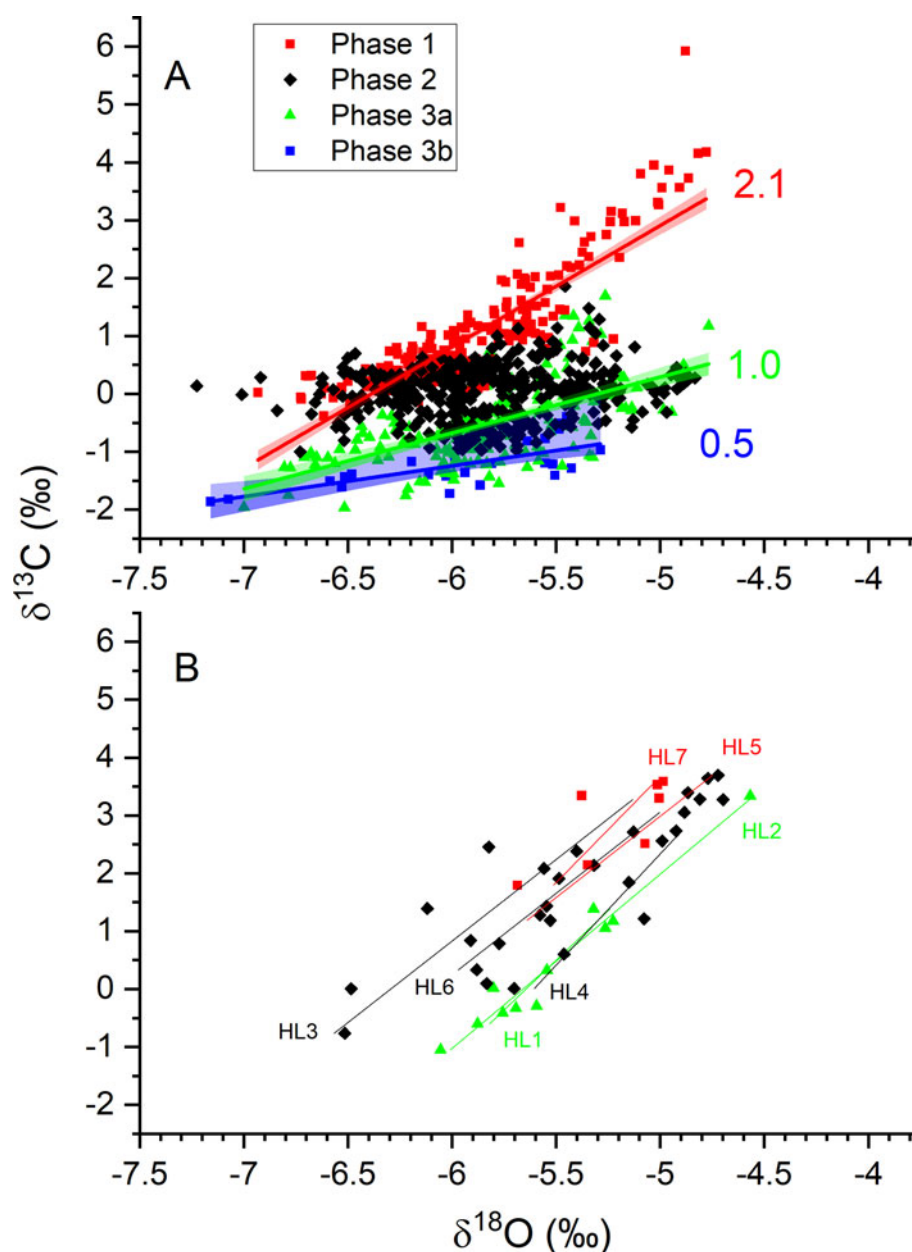 A
Phase 1
Phase 2
Phase 3a
Phase 3b
6
5
4
3
2
1
0
-1
-2
2.1
1.0
0.5
-7.5 -7 -6.5 -6 -5.5 -5 -4.5 -4
δ¹³C (‰)
B
6
5
4
3
2
1
0
-1
-2
HL7 HL5
HL2
HL6
HL4
HL3
HL1
-7.5 -7 -6.5 -6 -5.5 -5 -4.5 -4
δ¹⁸O (‰)